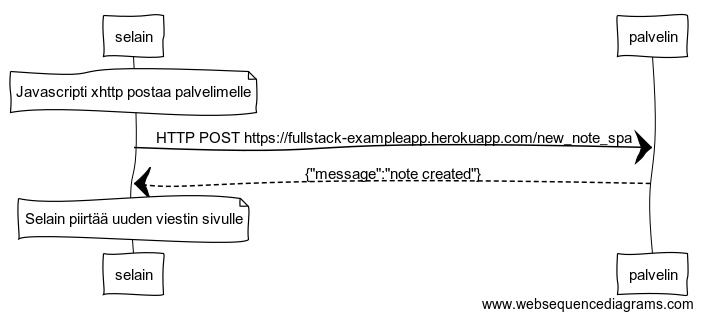 selain
palvelin
Javascripti xhttp postaa palvelimelle
HTTP POST https://fullstack-exampleapp.herokuapp.com/new_note_spa
{"message":"note created"}
Selain piirtää uuden viestin sivulle
selain
palvelin
www.websequencediagrams.com